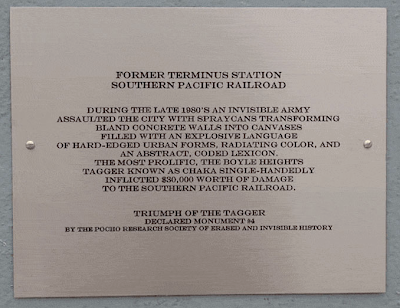 FORMER TERMINUS STATION
SOUTHERN PACIFIC RAILROAD
DURING THE LATE 1980'S AN INVISIBLE ARMY
ASSAULTED THE CITY WITH SPRAYCANS TRANSFORMING
BLAND CONCRETE WALLS INTO CANVASES
FILLED WITH AN EXPLOSIVE LANGUAGE
OF HARD-EDGED URBAN FORMS, RADIATING COLOR, AND
AN ABSTRACT, CODED LEXICON.
THE MOST PROLIFIC, THE BOYLE HEIGHTS
TAGGER KNOWN AS CHAKA SINGLE-HANDEDLY
INFLICTED $30,000 WORTH OF DAMAGE
TO THE SOUTHERN PACIFIC RAILROAD.
TRIUMPH OF THE TAGGER
DECLARED MONUMENT #4
BY THE POCHO RESEARCH SOCIETY OF ERASED AND INVISIBLE HISTORY